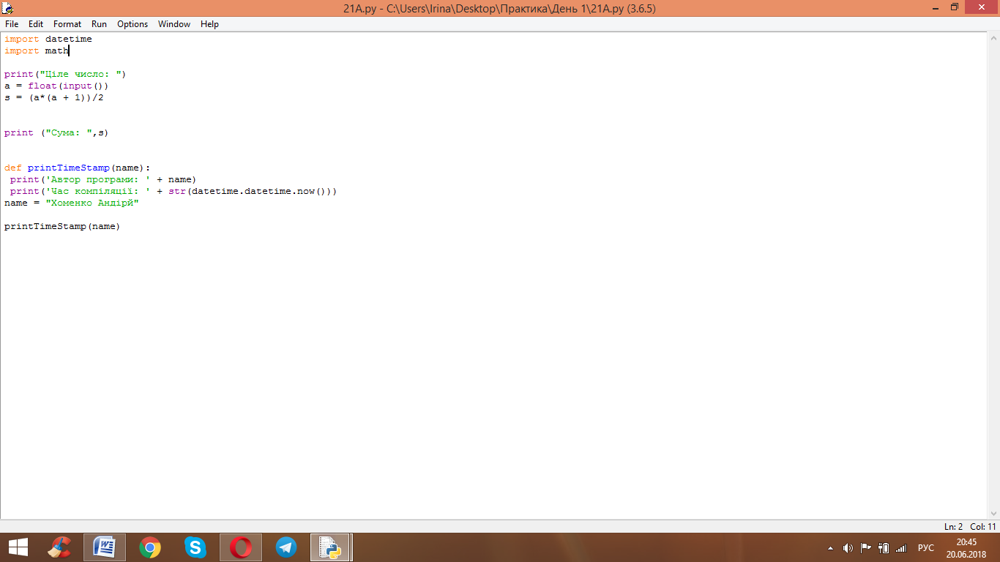 21A.py - C:\Users\Irina\Desktop\Практика\День 1\21A.py (3.6.5)
File Edit Format Run Options Window Help
import datetime
import math
print("Ціле число: ")
a = float(input())
s = (a*(a + 1))/2
print ("Сума: ",s)
def printTimeStamp(name):
 print('Автор програми: ' + name)
 print('Час компіляції: ' + str(datetime.datetime.now()))
name = "Хоменко Андірй"
printTimeStamp(name)
Ln: 2 Col: 11
РУС
20:45
20.06.2018